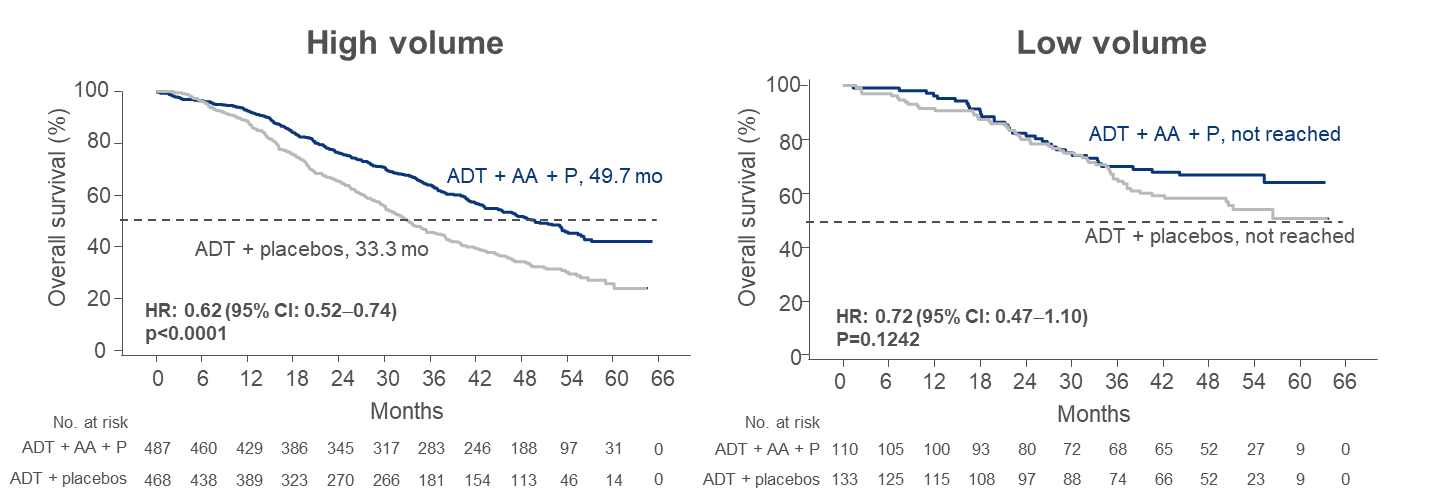 High volume
Overall survival (%)
100
80
60
40
20
0
ADT + AA + P, 49.7 mo
ADT + placebos, 33.3 mo
HR: 0.62 (95% CI: 0.52–0.74)
p<0.0001
0 6 12 18 24 30 36 42 48 54 60 66
Months
No. at risk
ADT + AA + P 487 460 429 386 345 317 283 246 188 97 31 0
ADT + placebos 468 438 389 323 270 266 181 154 113 46 14 0
Low volume
Overall survival (%)
100
80
60
40
20
0
ADT + AA + P, not reached
ADT + placebos, not reached
HR: 0.72 (95% CI: 0.47–1.10)
P=0.1242
0 6 12 18 24 30 36 42 48 54 60 66
Months
No. at risk
ADT + AA + P 110 105 100 93 80 72 68 65 52 27 9 0
ADT + placebos 133 125 115 108 97 88 74 66 52 23 9 0